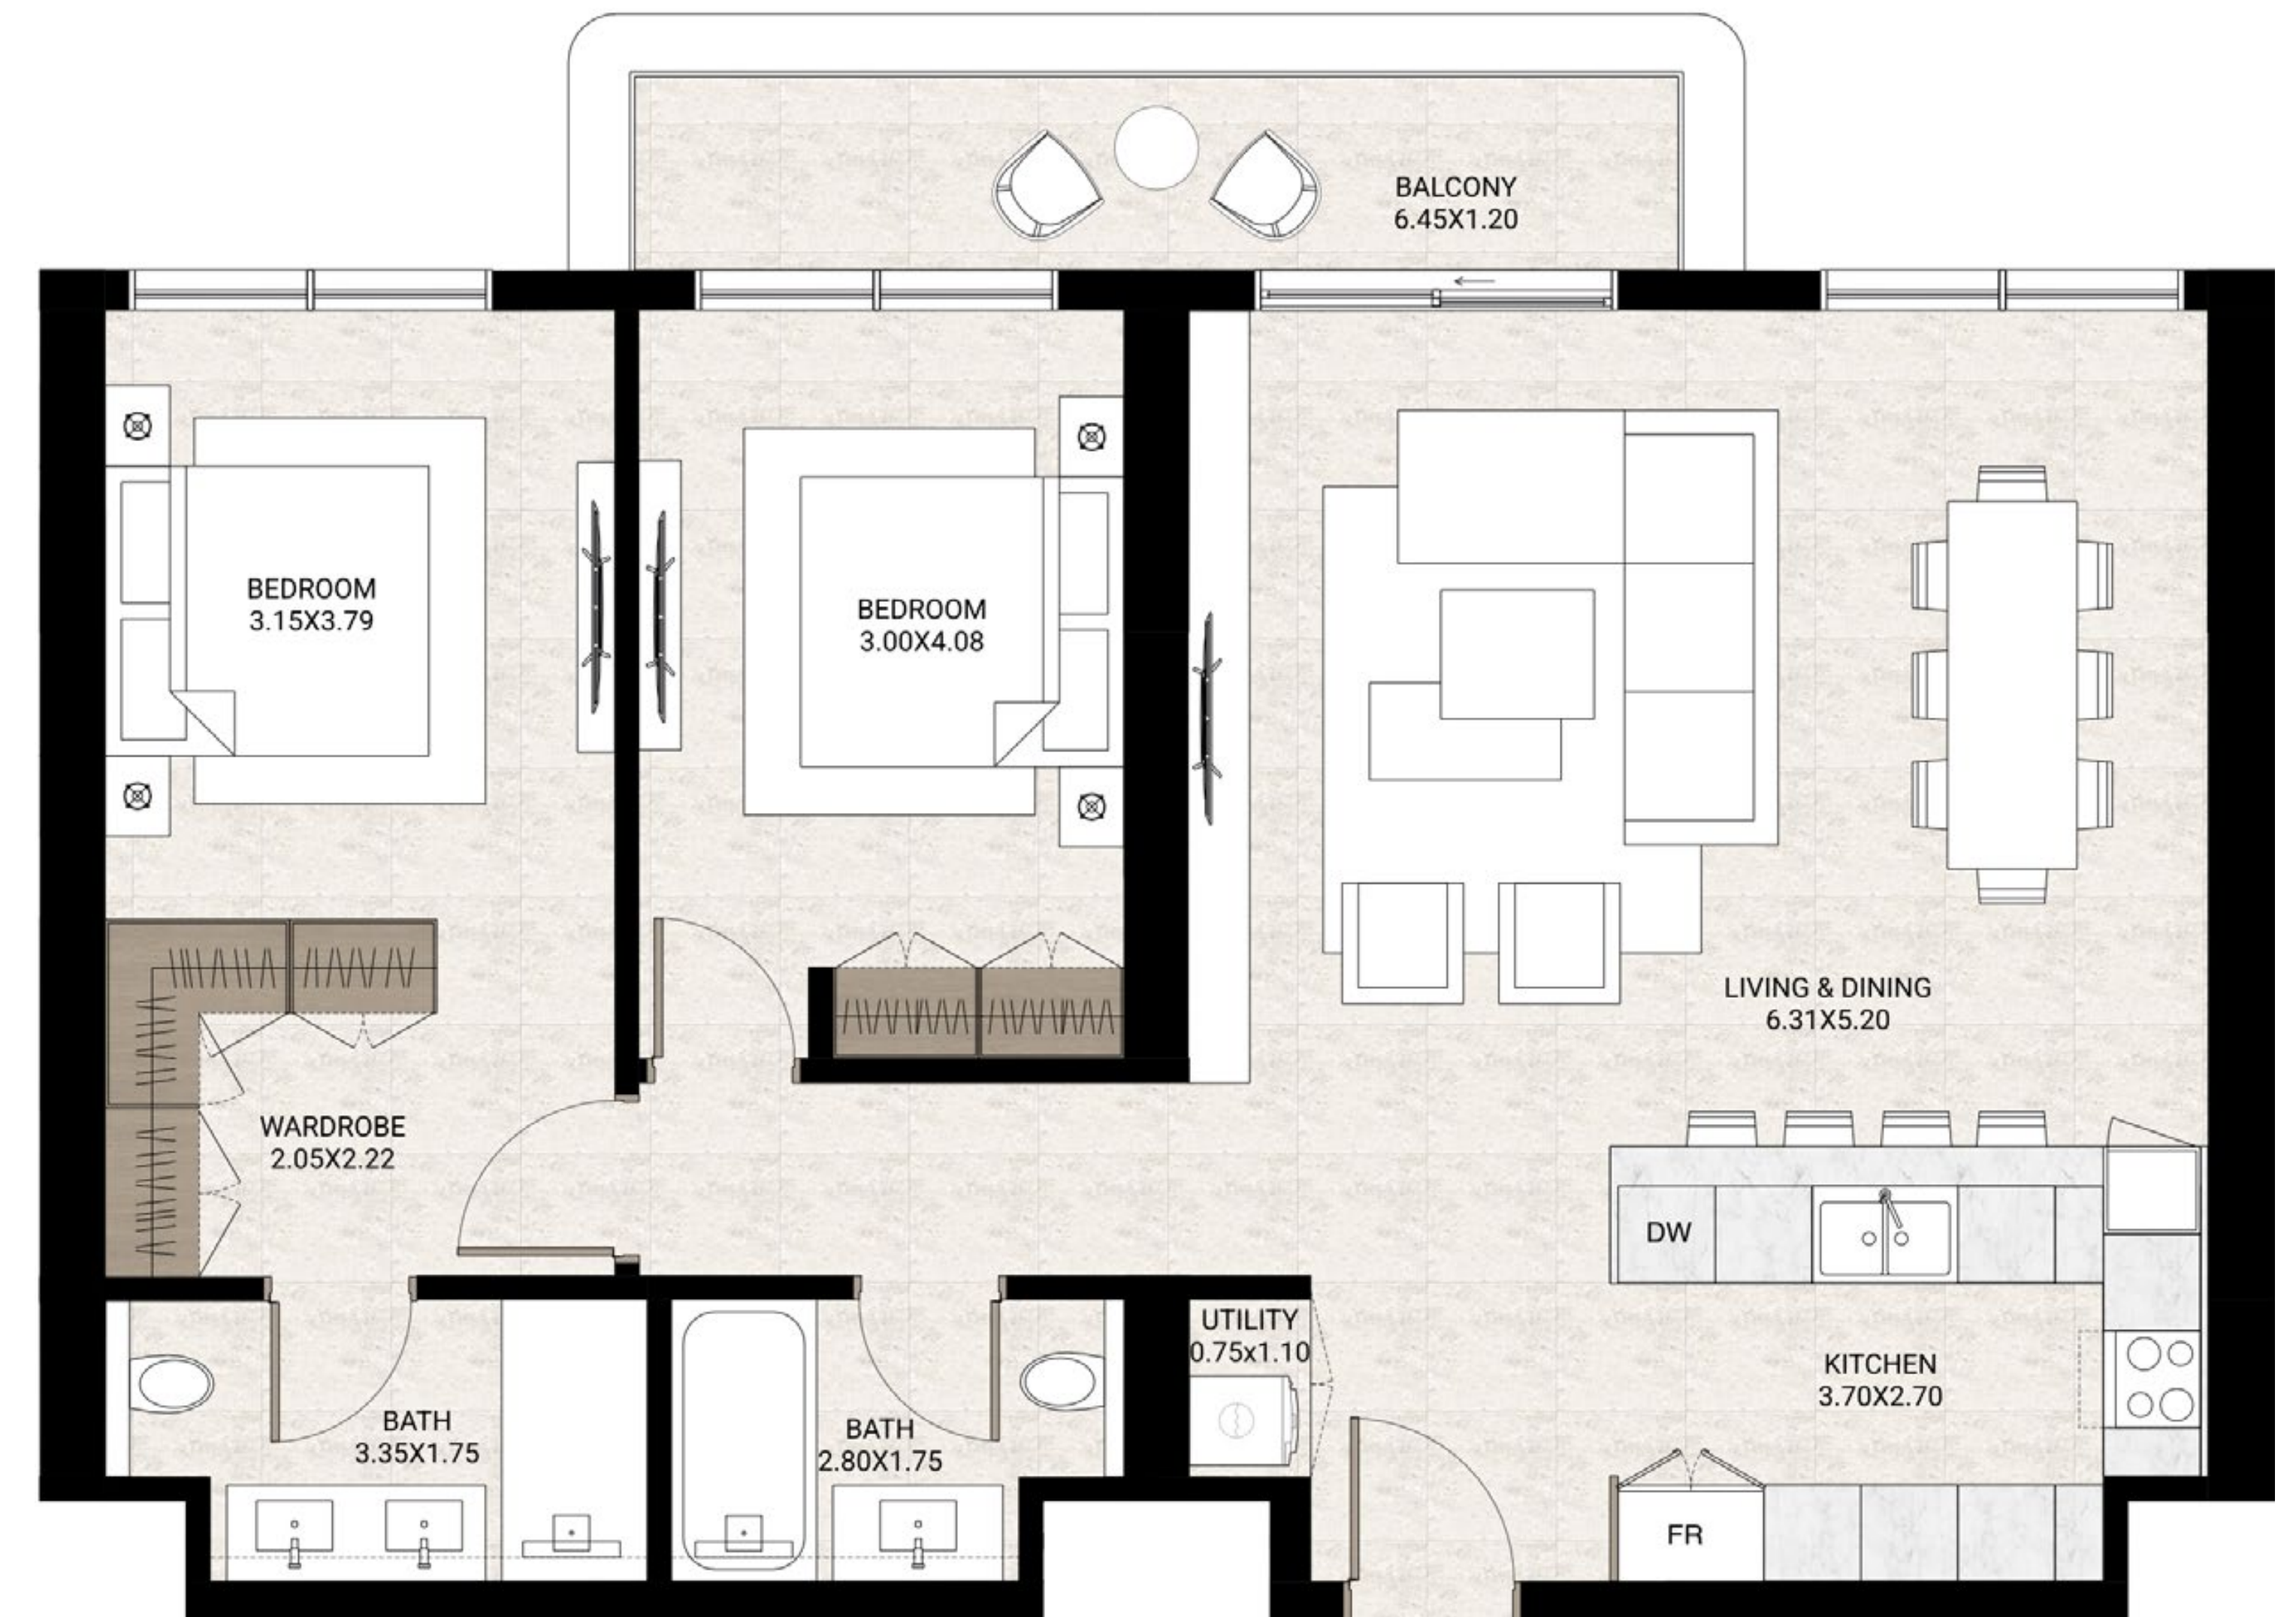 BALCONY
6.45X1.20
BEDROOM
3.15X3.79
BEDROOM
3.00X4.08
LIVING & DINING
6.31X5.20
WARDROBE
2.05X2.22
DW
UTILITY
0.75x1.10
KITCHEN
3.70X2.70
BATH
3.35X1.75
BATH
2.80X1.75
FR